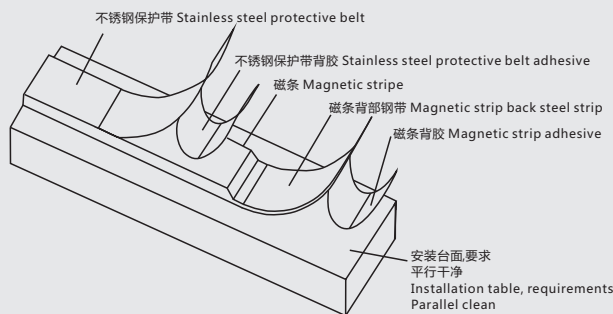 不锈钢保护带 Stainless steel protective belt
不锈钢保护带背胶 Stainless steel protective belt adhesive
磁条 Magnetic stripe
磁条背部钢带 Magnetic strip back steel strip
磁条背胶 Magnetic strip adhesive
安装台面,要求
平行干净
Installation table, requirements
Parallel clean